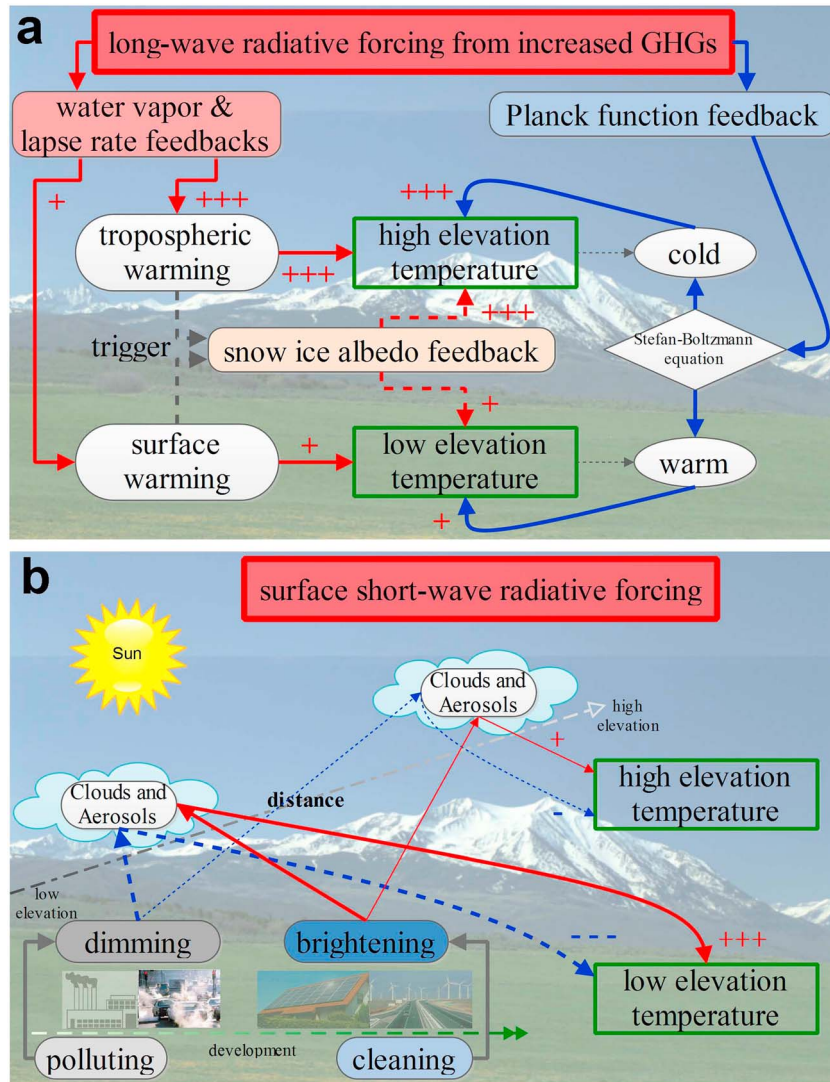 a
long-wave radiative forcing from increased GHGs
water vapor &
lapse rate feedbacks
Planck function feedback
+
+++
+++
tropospheric
warming
+++
high elevation
temperature
cold
+++
trigger
snow ice albedo feedback
Stefan-Boltzmann
equation
+
surface
warming
+
low elevation
temperature
warm
+
b
surface short-wave radiative forcing
Sun
Clouds and
Aerosols
high
elevation
+
high elevation
temperature
-
Clouds and
Aerosols
distance
low
elevation
dimming
brightening
---
+++
low elevation
temperature
development
polluting
cleaning